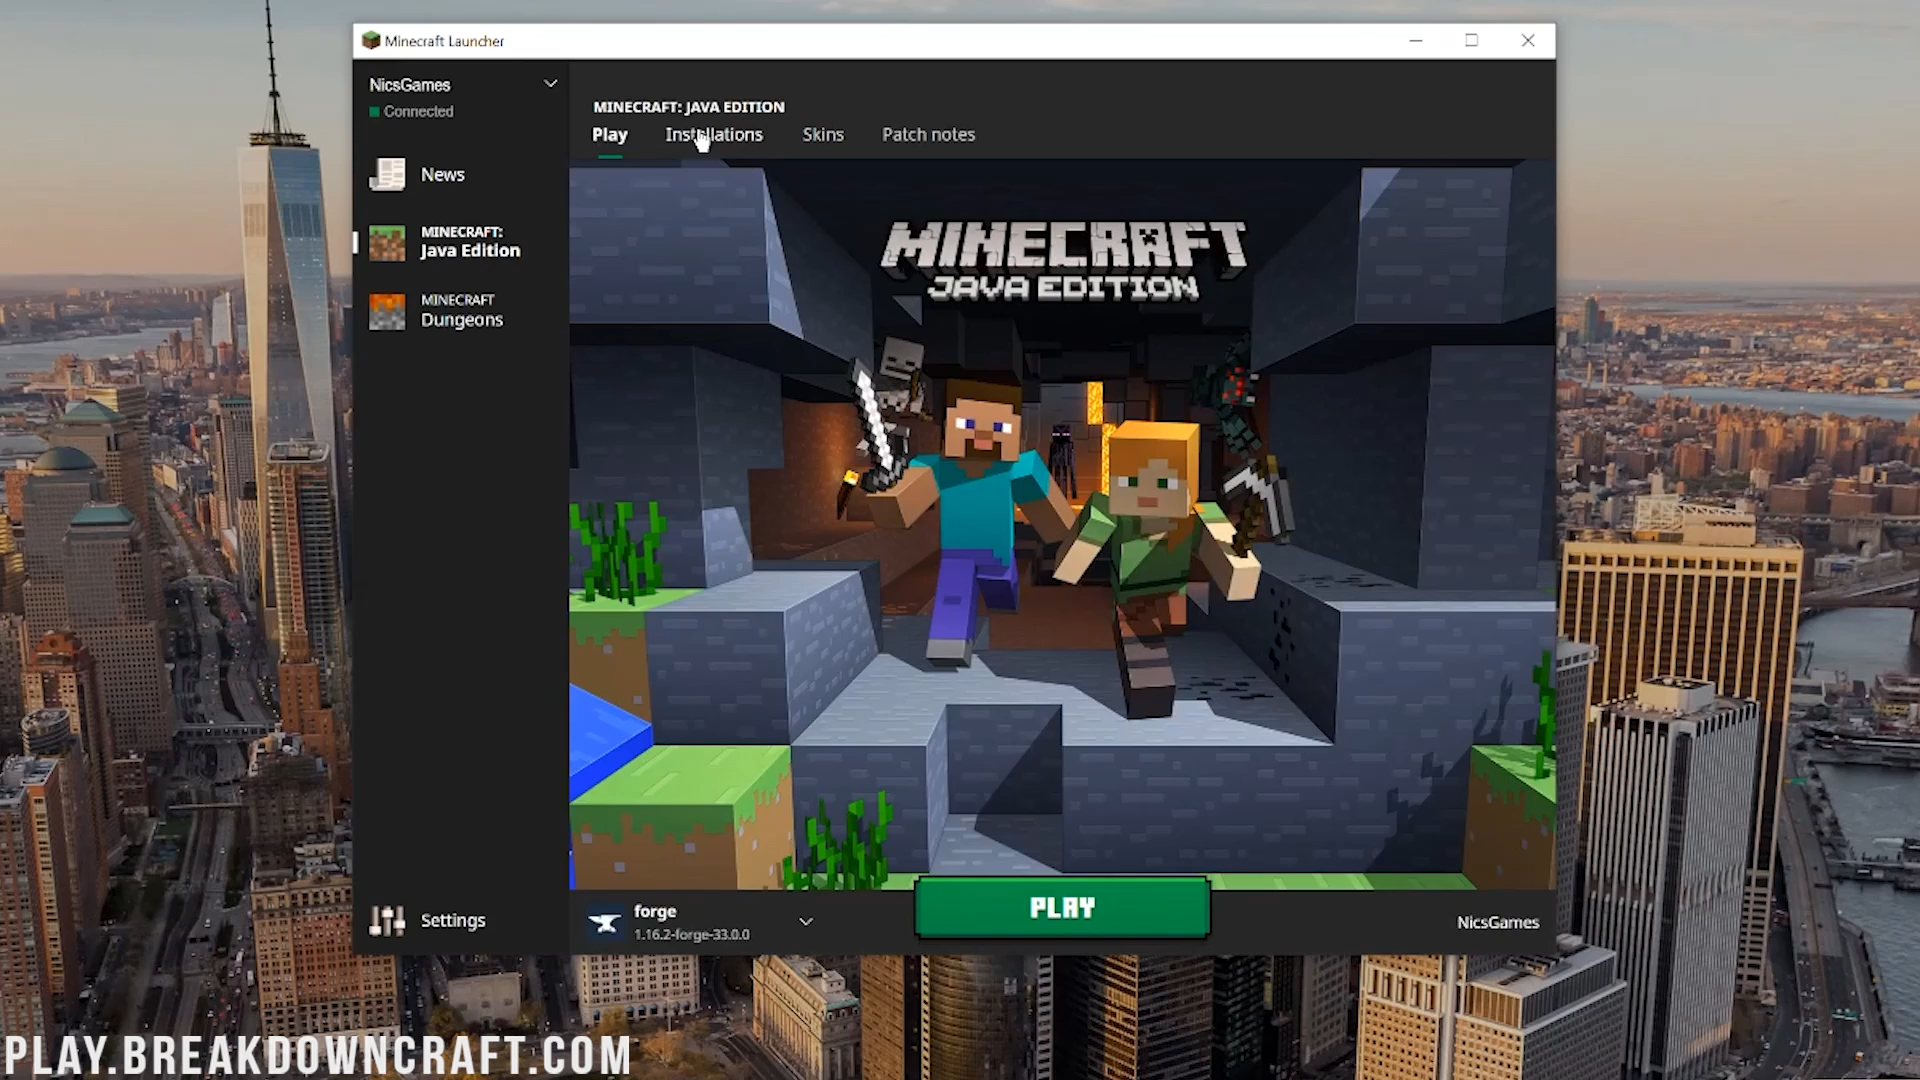 Minecraft Launcher
NicsGames
Connected
News
MINECRAFT:
Java Edition
MINECRAFT
Dungeons
Settings
MINECRAFT: JAVA EDITION
Play Installations Skins Patch notes
MINECRAFT
JAVA EDITION
forge
1.16.2-forge-33.0.0
PLAY
NicsGames
PLAY.BREAKDOWNCRAFT.COM